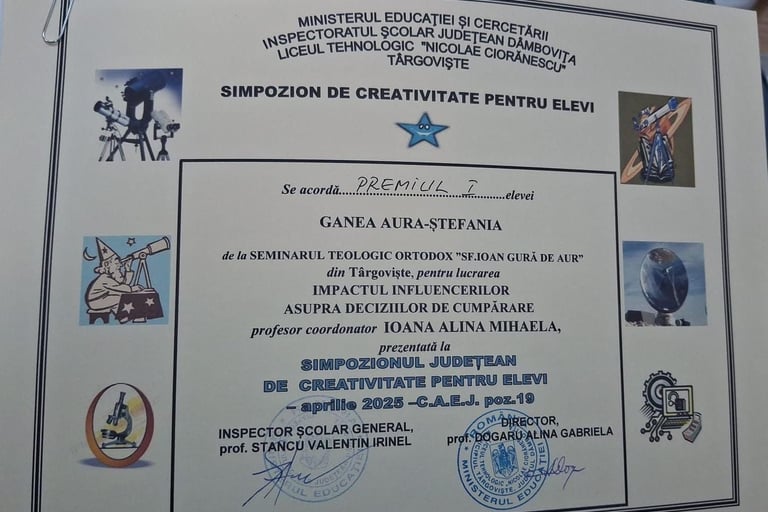 MINISTERUL EDUCAȚIEI ȘI CERCETĂRII
INSPECTORATUL ȘCOLAR JUDEȚEAN DÂMBOVIȚA
LICEUL TEHNOLOGIC "NICOLAE CIORĂNESCU"
TÂRGOVIȘTE
SIMPOZION DE CREATIVITATE PENTRU ELEVI
Se acordă....PREMIUL I....elevei
GANEA AURA-ȘTEFANIA
de la SEMINARUL TEOLOGIC ORTODOX "SF.IOAN GURĂ DE AUR"
din Târgoviște, pentru lucrarea
IMPACTUL INFLUENCERILOR
ASUPRA DECIZIILOR DE CUMPĂRARE
profesor coordonator IOANA ALINA MIHAELA,
prezentată la
SIMPOZIONUL JUDEȚEAN
DE CREATIVITATE PENTRU ELEVI
– aprilie 2025 –C.A.E.J. poz.19
INSPECTOR ȘCOLAR GENERAL,
prof. STANCU VALENTIN IRINEL
DIRECTOR,
prof. DOGARU ALINA GABRIELA
ROMÂNIA
MINISTERUL EDUCAȚIEI